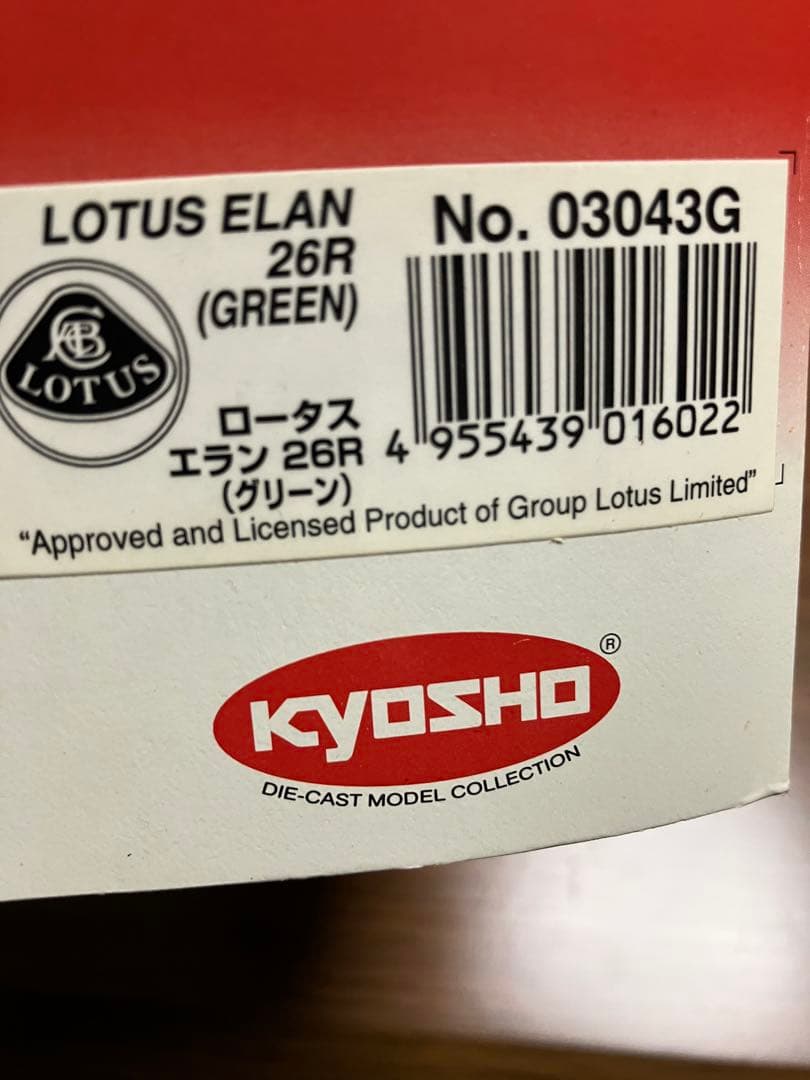 LOTUS ELAN
26R
(GREEN)
No. 03043G
ACBC
LOTUS
ロータス
エラン 26R
(グリーン)
4 955439 016022
“Approved and Licensed Product of Group Lotus Limited”
KYOSHO ®
DIE-CAST MODEL COLLECTION